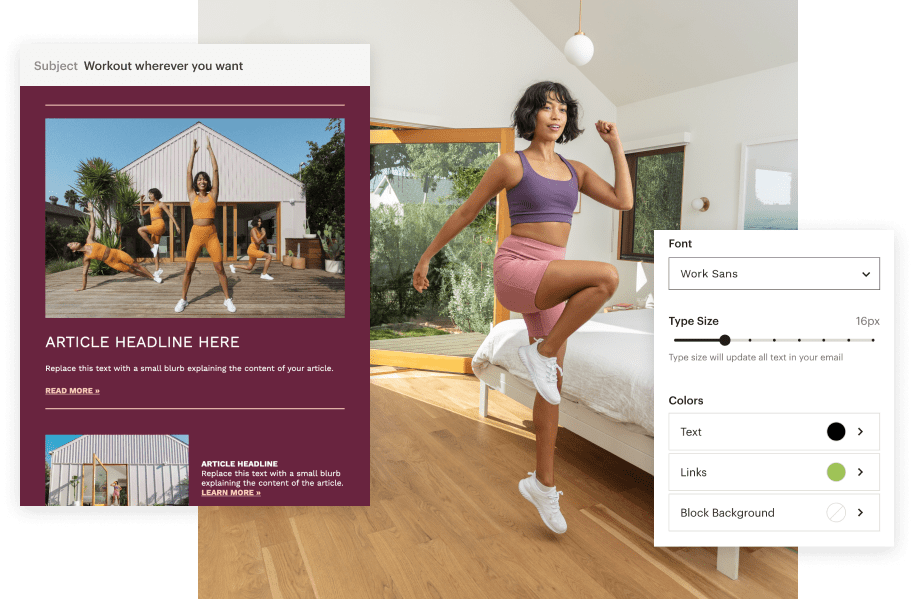 Subject Workout wherever you want
ARTICLE HEADLINE HERE
Replace this text with a small blurb explaining the content of your article.
READ MORE »
ARTICLE HEADLINE
Replace this text with a small blurb
explaining the content of the article.
LEARN MORE »
Font
Work Sans
Type Size 16px
Type size will update all text in your email
Colors
Text
Links
Block Background